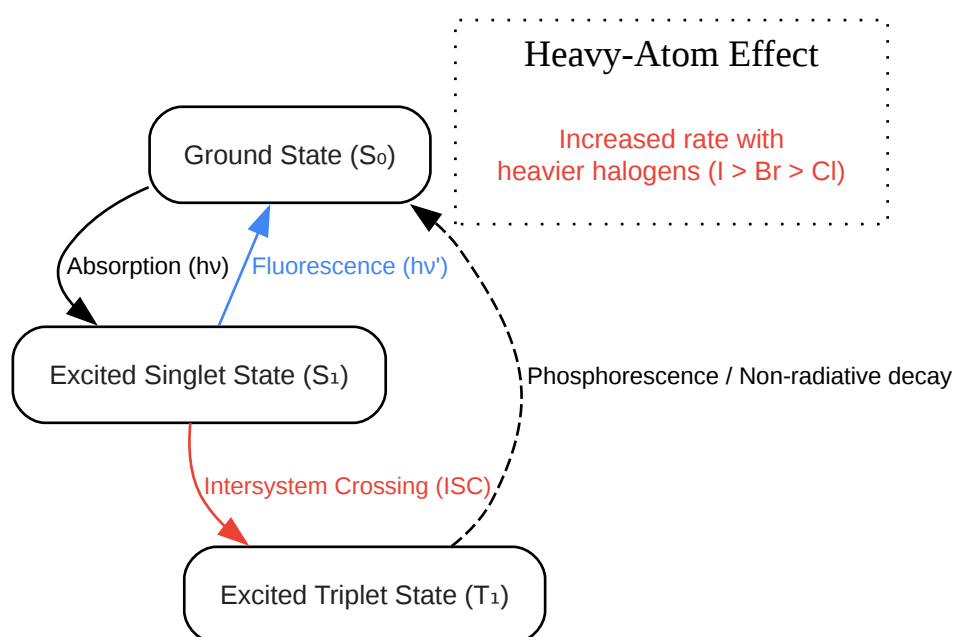 Heavy-Atom Effect
Increased rate with
heavier halogens (I > Br > Cl)
Ground State (S₀)
Absorption (hν)
Fluorescence (hν')
Excited Singlet State (S₁)
Phosphorescence / Non-radiative decay
Intersystem Crossing (ISC)
Excited Triplet State (T₁)